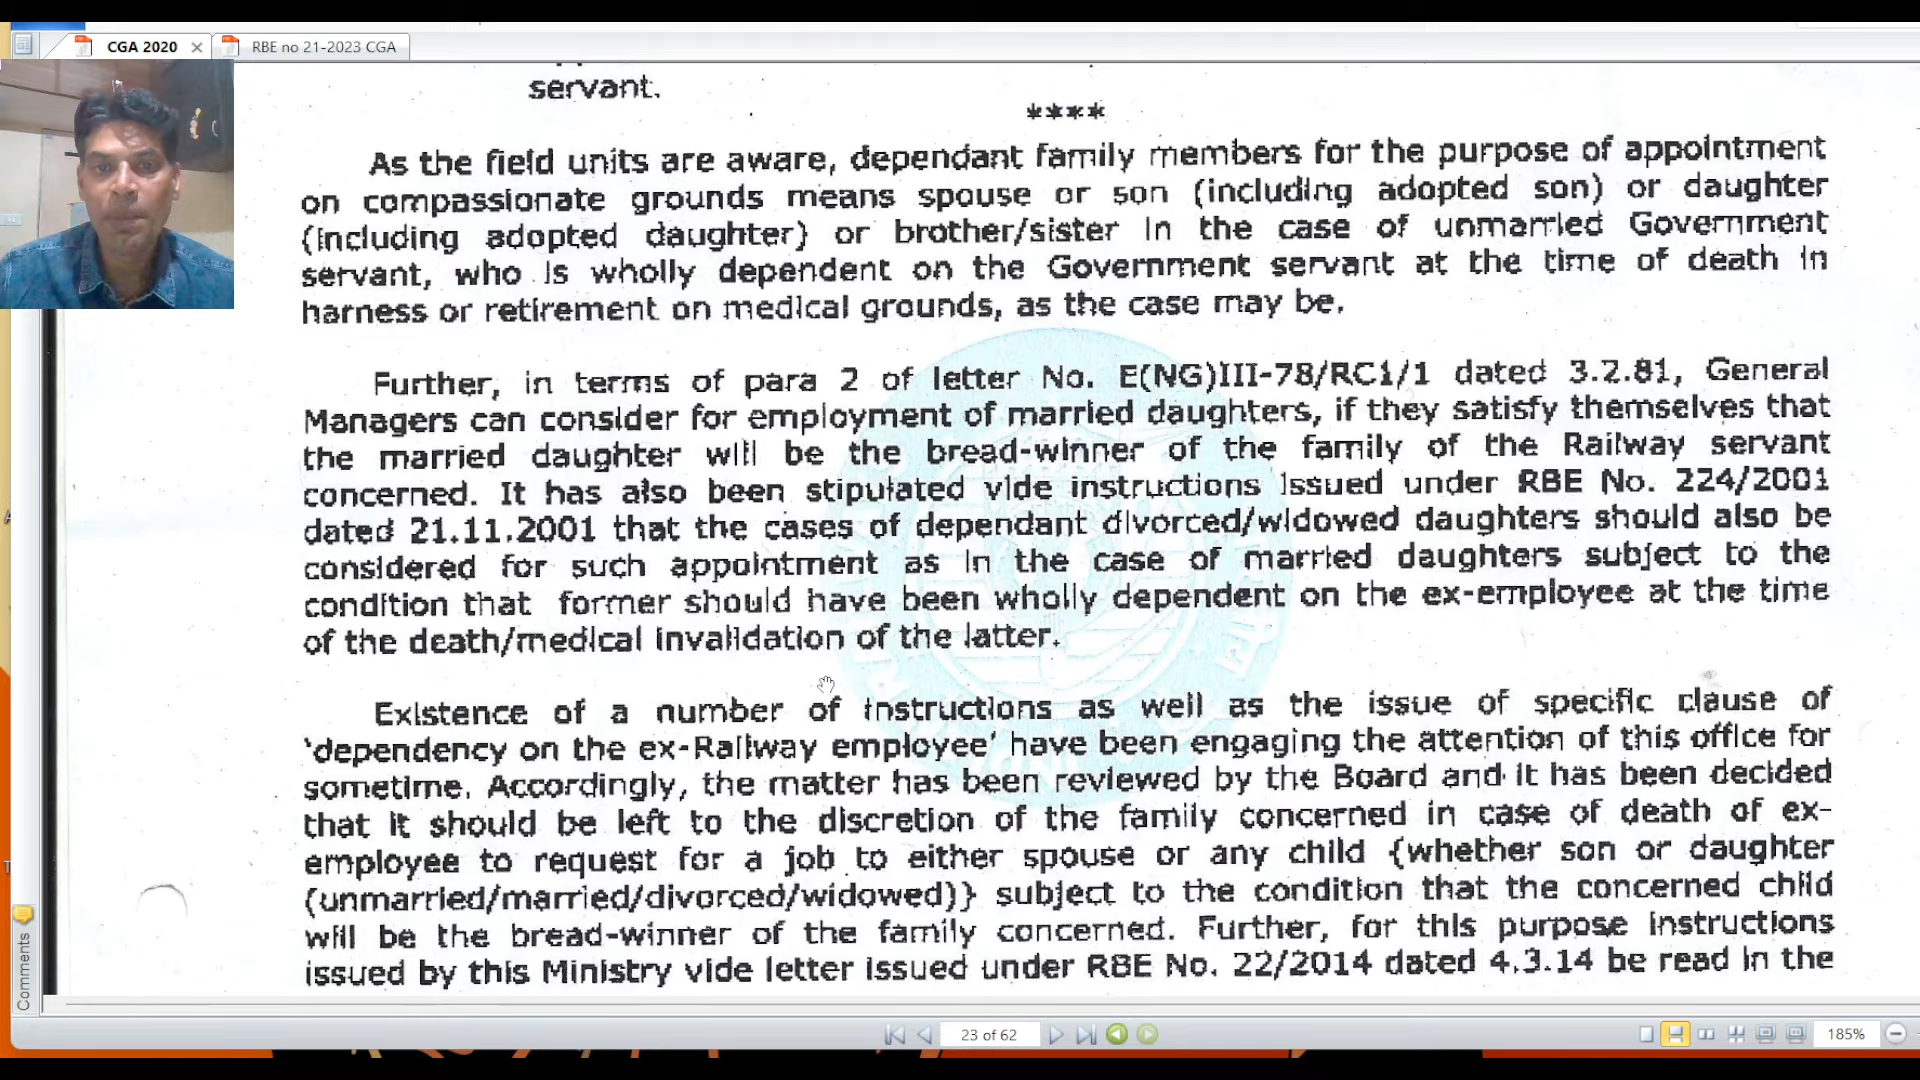 CGA 2020
RBE no 21-2023 CGA
servant.
****
As the field units are aware, dependant family members for the purpose of appointment
on compassionate grounds means spouse or son (including adopted son) or daughter
(including adopted daughter) or brother/sister in the case of unmarried Government
servant, who is wholly dependent on the Government servant at the time of death in
harness or retirement on medical grounds, as the case may be.
Further, in terms of para 2 of letter No. E(NG)III-78/RC1/1 dated 3.2.81, General
Managers can consider for employment of married daughters, if they satisfy themselves that
the married daughter will be the bread-winner of the family of the Railway servant
concerned. It has also been stipulated vide instructions issued under RBE No. 224/2001
dated 21.11.2001 that the cases of dependant divorced/widowed daughters should also be
considered for such appointment as in the case of married daughters subject to the
condition that former should have been wholly dependent on the ex-employee at the time
of the death/medical invalidation of the latter.
Existence of a number of instructions as well as the issue of specific clause of
'dependency on the ex-Railway employee' have been engaging the attention of this office for
sometime. Accordingly, the matter has been reviewed by the Board and it has been decided
that it should be left to the discretion of the family concerned in case of death of ex-
employee to request for a job to either spouse or any child {whether son or daughter
(unmarried/married/divorced/widowed)} subject to the condition that the concerned child
will be the bread-winner of the family concerned. Further, for this purpose instructions
issued by this Ministry vide letter issued under RBE No. 22/2014 dated 4.3.14 be read in the
Comments
23 of 62
185%